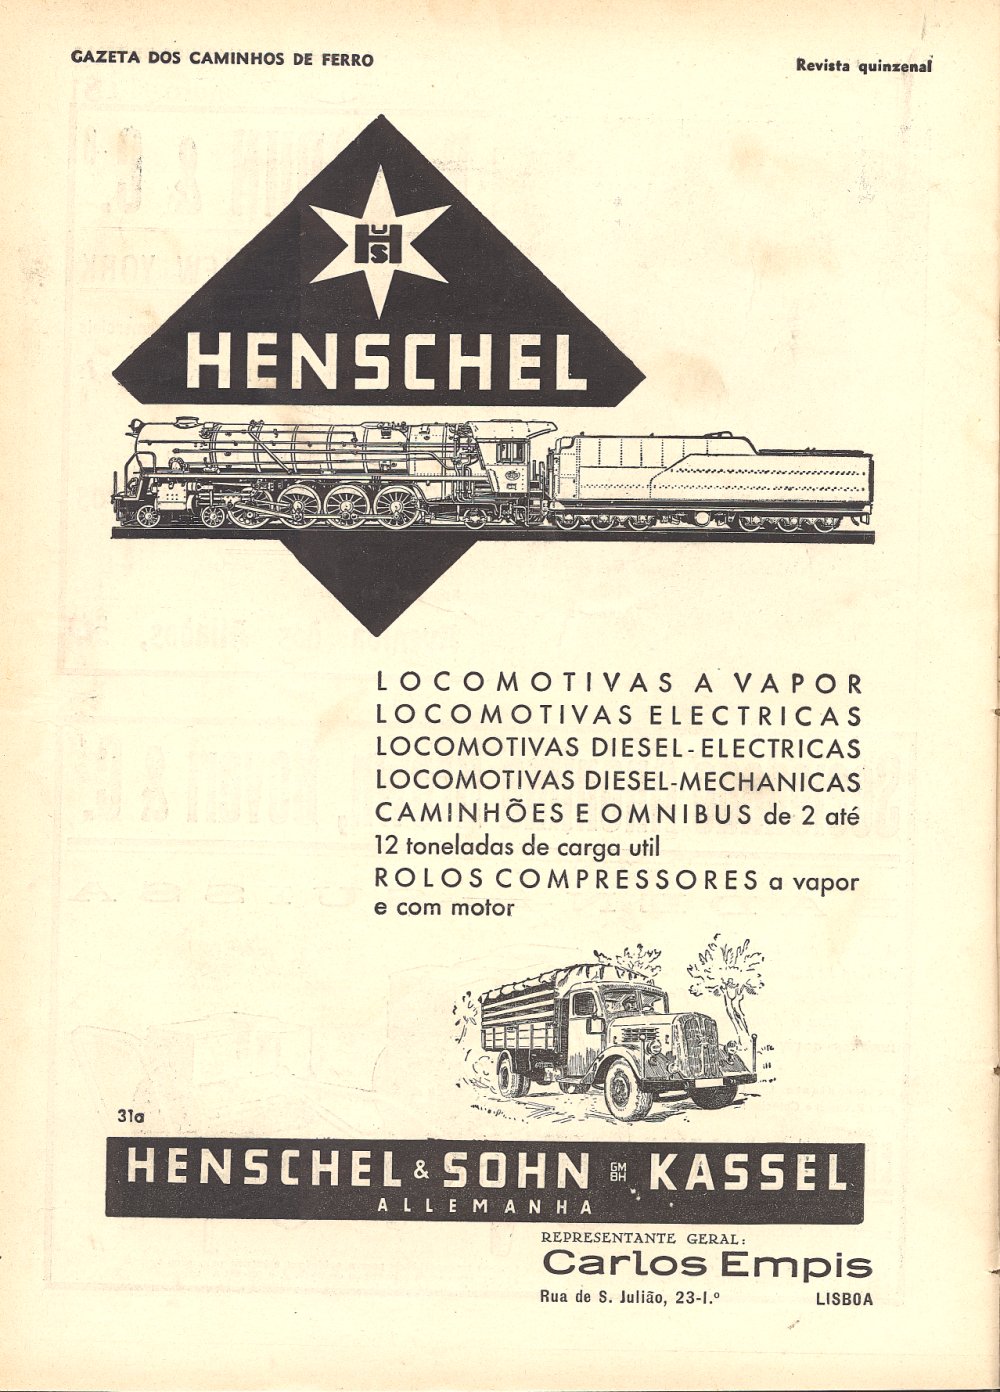 GAZETA DOS CAMINHOS DE FERRO
Revista quinzenal
HUS
HENSCHEL
LOCOMOTIVAS A VAPOR
LOCOMOTIVAS ELECTRICAS
LOCOMOTIVAS DIESEL-ELECTRICAS
LOCOMOTIVAS DIESEL-MECHANICAS
CAMINHÕES E OMNIBUS de 2 até
12 toneladas de carga util
ROLOS COMPRESSORES a vapor
e com motor
31a
HENSCHEL & SOHN GMBH KASSEL
ALLEMANHA
REPRESENTANTE GERAL:
Carlos Empis
Rua de S. Julião, 23-1.º LISBOA